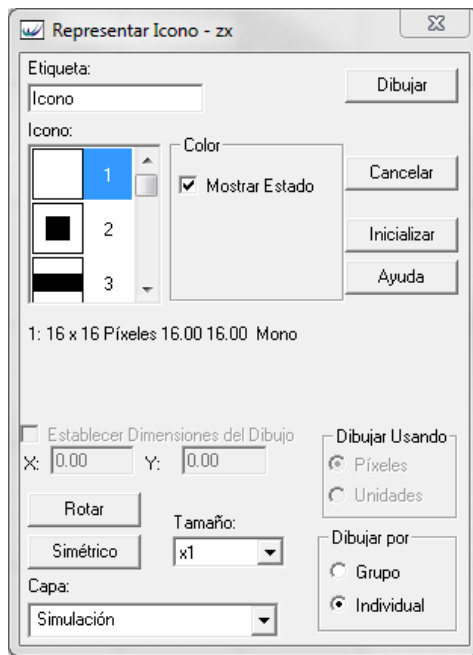 Representar Icono - zx
Etiqueta:
Icono
Dibujar
Icono:
1
2
3
Color
Mostrar Estado
Cancelar
Inicializar
Ayuda
1: 16 x 16 Píxeles 16.00 16.00 Mono
Establecer Dimensiones del Dibujo
X: 0.00 Y: 0.00
Dibujar Usando
Píxeles
Unidades
Rotar
Simétrico
Tamaño:
x1
Dibujar por
Grupo
Individual
Capa:
Simulación